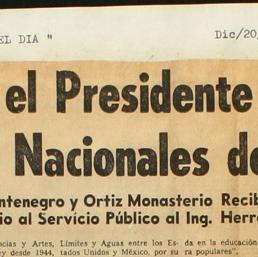 EL DIA " Dic/20,
el Presidente
Nacionales de
ntenegro y Ortiz Monasterio Recib
io al Servicio Público al Ing. Herre
cias y Artes, Límites y Aguas entre los Es- da en la educación
ey desde 1944, tados Unidos y México, por su ra populares".